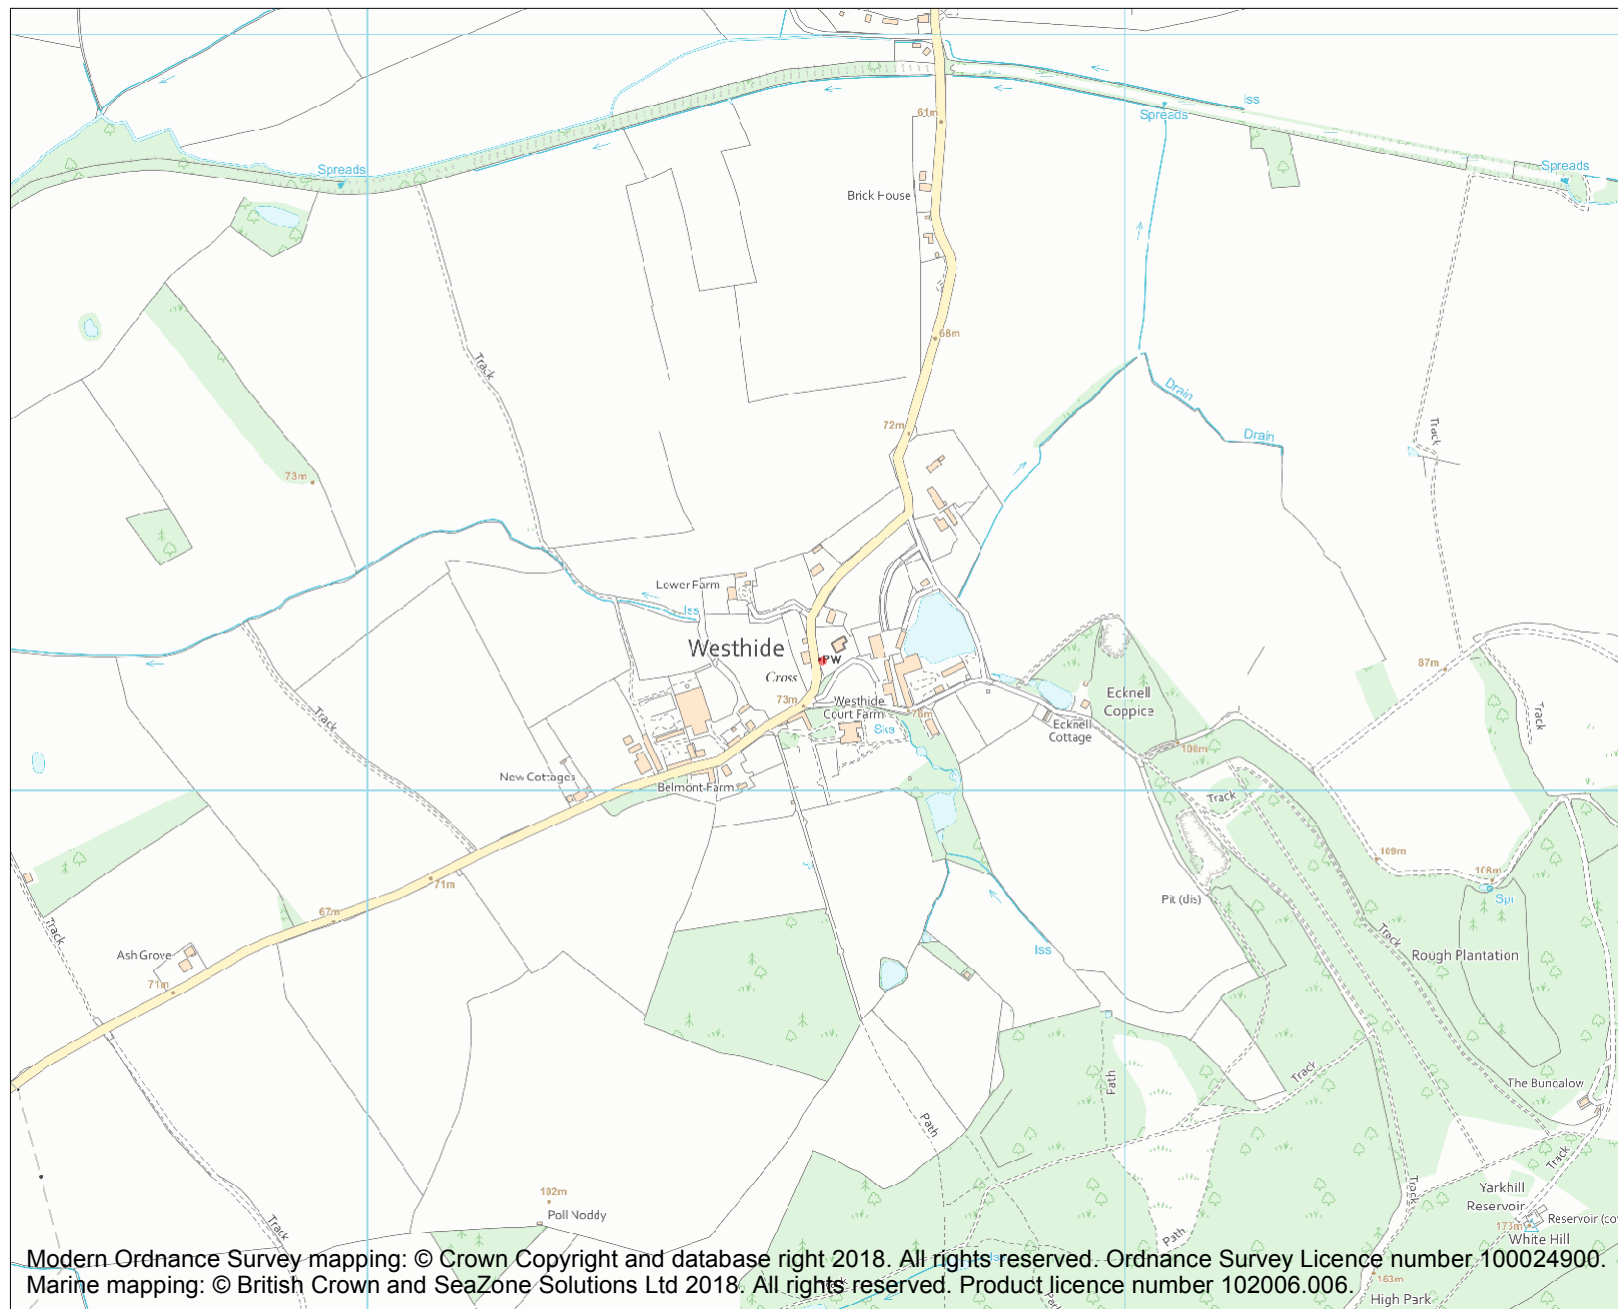 Iss
61m
Spreads
Spreads
Spreads
Brick House
68m
Track
Drain
72m
Drain
Track
73m
Lower Farm
Iss
Westhide
PW
87m
Cross
Ecknell
Coppice
73m
Westhide
Court Farm
76m
Track
Track
Sks
Ecknell
Cottage
100m
New Cottages
Belmont Farm
Track
109m
71m
108m
Pit (dis)
Spr
67m
Track
Track
Iss
Ash Grove
Rough Plantation
71m
Track
Path
The Bungalow
Path
Track
Track
102m
Poll Noddy
Yarkhill
Reservoir
Reservoir (cov
Track
Path
173m
White Hill
Modern Ordnance Survey mapping: © Crown Copyright and database right 2018. All rights reserved. Ordnance Survey Licence number 100024900.
Marine mapping: © British Crown and SeaZone Solutions Ltd 2018. All rights reserved. Product licence number 102006.006.
163m
High Park